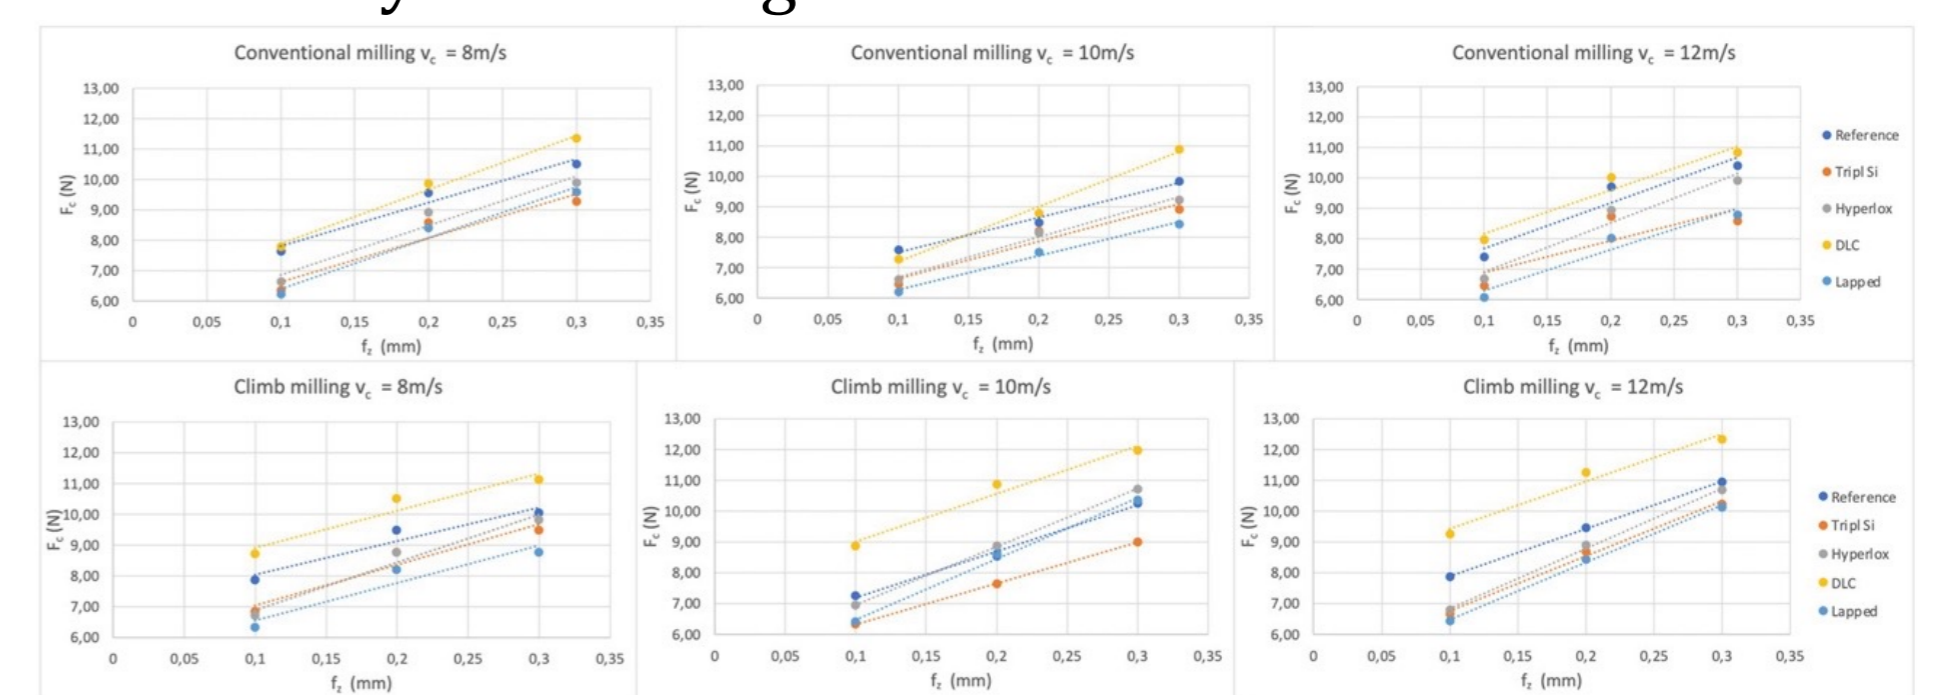 Conventional milling vc = 8m/s
13,00
12,00
11,00
10,00
9,00
8,00
7,00
6,00
Fc (N)
0 0,05 0,1 0,15 0,2 0,25 0,3 0,35
fz (mm)
Conventional milling vc = 10m/s
13,00
12,00
11,00
10,00
9,00
8,00
7,00
6,00
Fc (N)
0 0,05 0,1 0,15 0,2 0,25 0,3 0,35
fz (mm)
Conventional milling vc = 12m/s
13,00
12,00
11,00
10,00
9,00
8,00
7,00
6,00
Fc (N)
0 0,05 0,1 0,15 0,2 0,25 0,3 0,35
fz (mm)
Reference
Tripl Si
Hyperlox
DLC
Lapped
Climb milling vc = 8m/s
13,00
12,00
11,00
10,00
9,00
8,00
7,00
6,00
Fc (N)
0 0,05 0,1 0,15 0,2 0,25 0,3 0,35
fz (mm)
Climb milling vc = 10m/s
13,00
12,00
11,00
10,00
9,00
8,00
7,00
6,00
Fc (N)
0 0,05 0,1 0,15 0,2 0,25 0,3 0,35
fz (mm)
Climb milling vc = 12m/s
13,00
12,00
11,00
10,00
9,00
8,00
7,00
6,00
Fc (N)
0 0,05 0,1 0,15 0,2 0,25 0,3 0,35
fz (mm)
Reference
Tripl Si
Hyperlox
DLC
Lapped